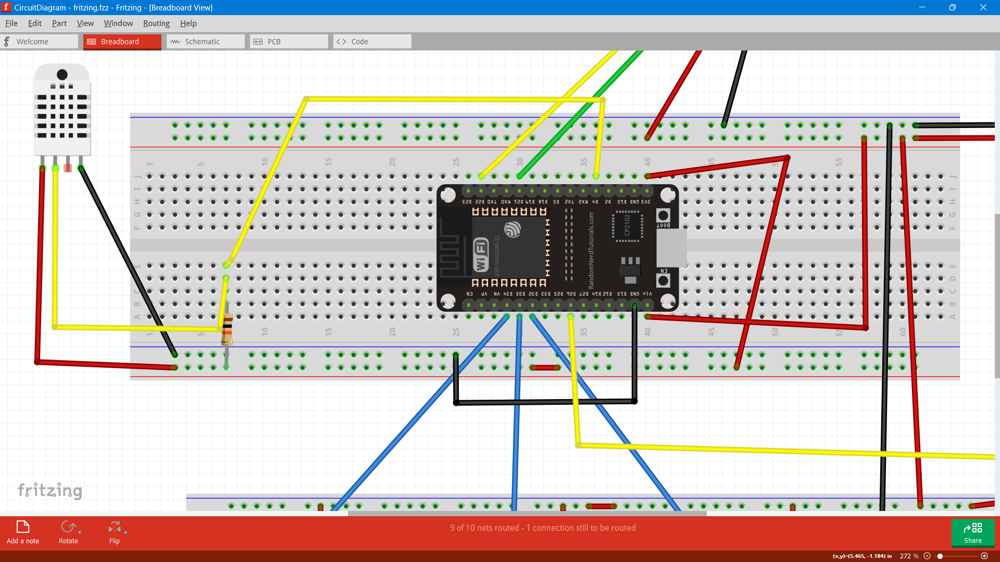 CircuitDiagram - fritzing.fzz - Fritzing - [Breadboard View]
File Edit Part View Window Routing Help
Welcome Breadboard Schematic PCB Code
1 5 10 15 20 25 30 35 40 45 50 55
J J
I I
H H
G G
F F
D23 D22 TX0 RX0 D21 D19 D18 D5 TX2 RX2 D4 D2 D15 GND 3V3
BOOT
CP2102
RandomNerdTutorials.com
WiFi
ESP-WROOM-32
EN
E E
D
C C
B B
A A
EN VP VN D34 D35 D32 D33 D25 D26 D27 D14 D12 D13 GND Vin
1 5 10 15 20 25 30 35 40 45 50 55 60
fritzing
Add a note Rotate Flip
9 of 10 nets routed - 1 connection still to be routed
Share
(x,y)=(5.465, -1.184) in 272 %